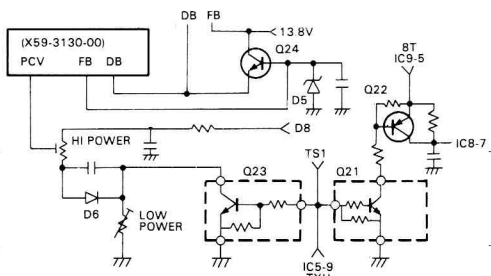 DB FB
13.8V
(X59-3130-00)
PCV FB DB
Q24
D5
8T
IC9-5
Q22
HI POWER
D8
IC8-7
TS1
Q23
Q21
D6
LOW
POWER
IC5-9